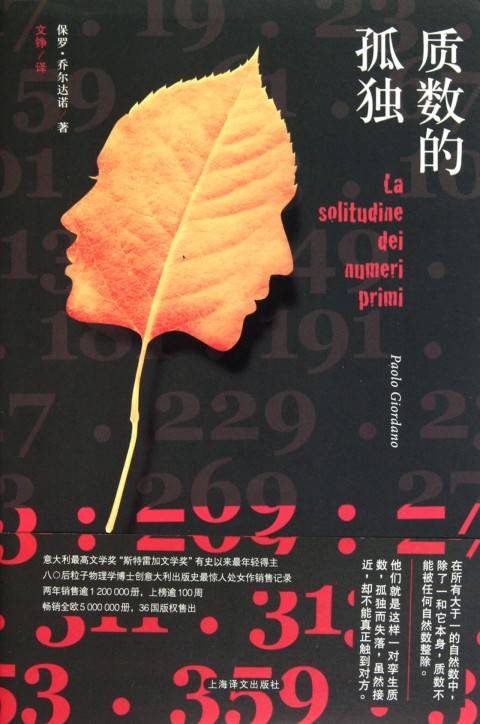 质数的
孤独
保罗·乔尔达诺 著
文铮/译
La
solitudine
dei
numeri
primi
Paolo Giordano
191 .
. 229 .
269
意大利最高文学奖“斯特雷加文学奖”有史以来最年轻得主
八〇后粒子物理学博士创意大利出版史最惊人处女作销售记录
两年销售逾1 200 000册，上榜逾100周
畅销全欧5 000 000册，36国版权售出
在所有大于一的自然数中，
除了一和它本身，质数不
能被任何自然数整除。
他们就是这样一对孪生质
数，孤独而失落，虽然接
近，却不能真正触到对方。
53 . 359
上海译文出版社